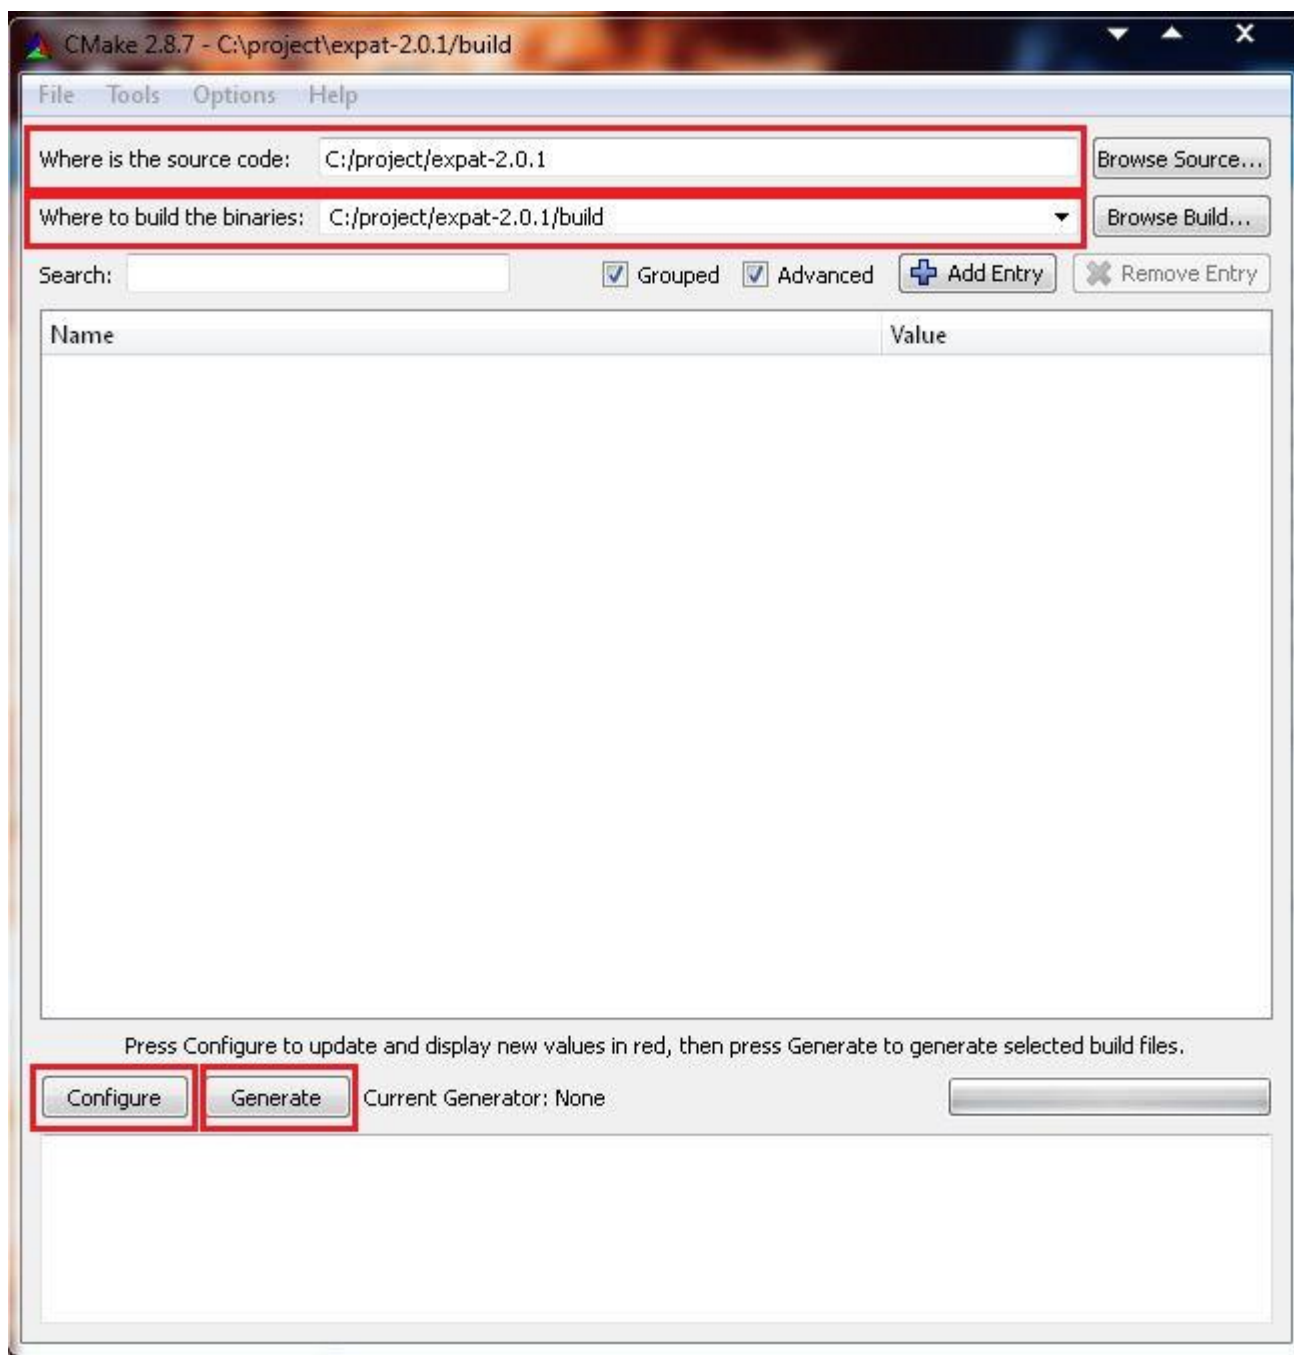 CMake 2.8.7 - C:\project\expat-2.0.1/build
File Tools Options Help
Where is the source code: C:/project/expat-2.0.1 Browse Source...
Where to build the binaries: C:/project/expat-2.0.1/build Browse Build...
Search: Grouped Advanced Add Entry Remove Entry
Name Value
Press Configure to update and display new values in red, then press Generate to generate selected build files.
Configure Generate Current Generator: None